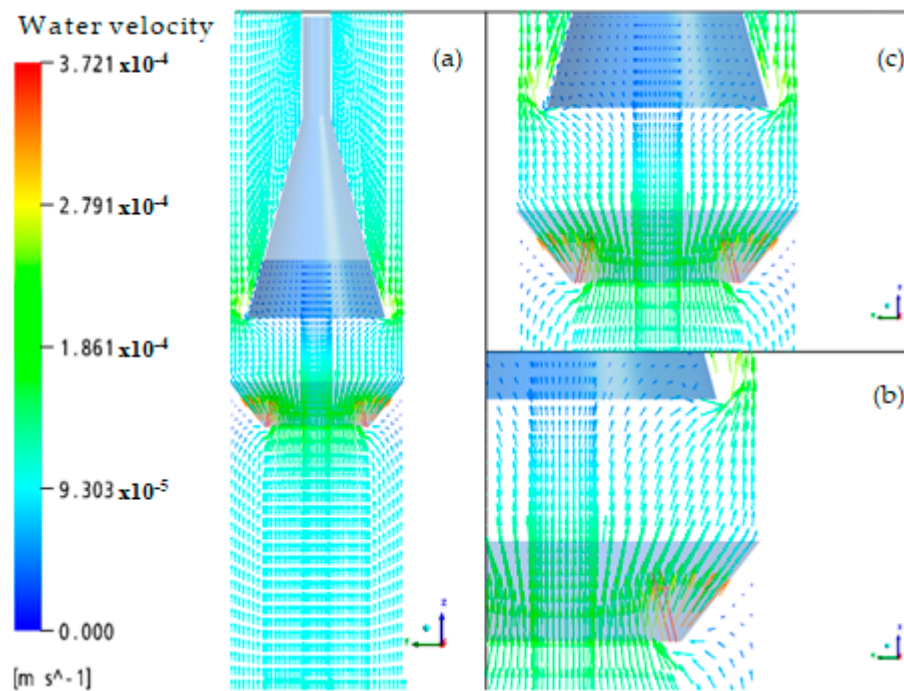 Water velocity
3.721 x10-4
2.791 x10-4
1.861 x10-4
9.303 x10-5
0.000
[m s^-1]
(a)
(c)
(b)